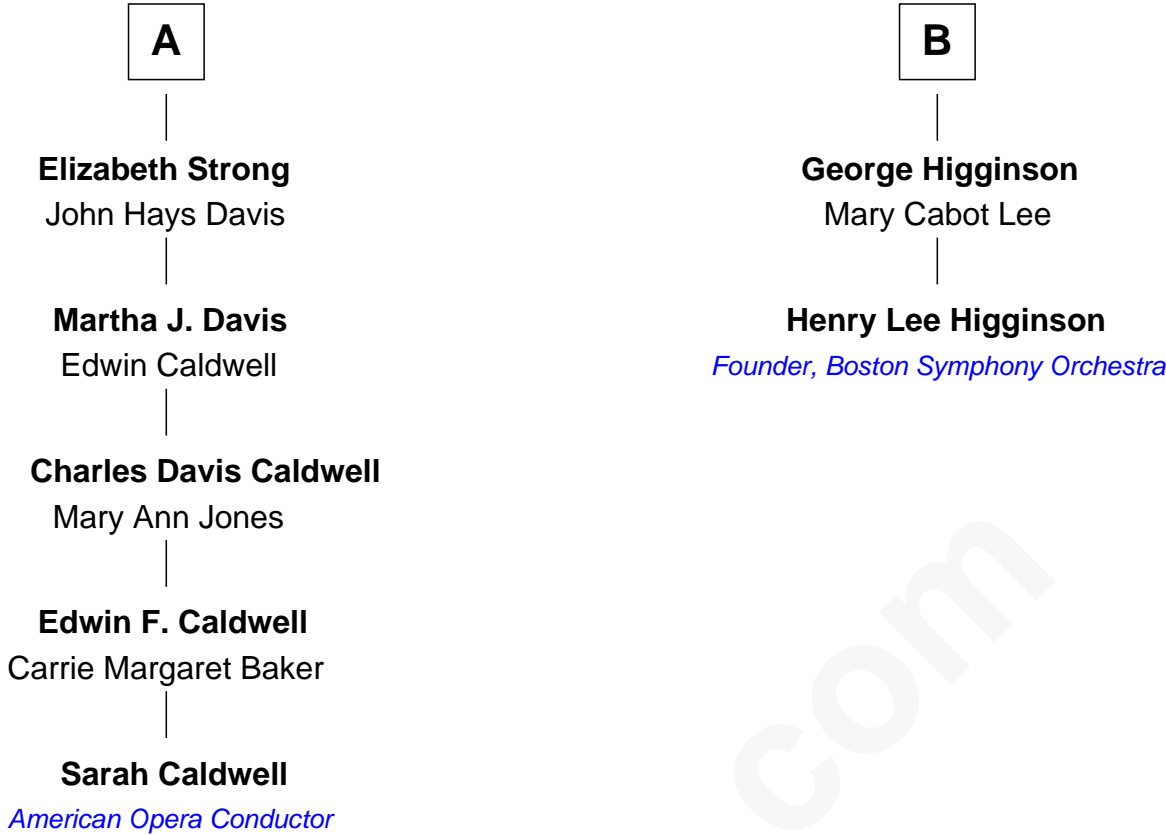 A
Elizabeth Strong
John Hays Davis
Martha J. Davis
Edwin Caldwell
Charles Davis Caldwell
Mary Ann Jones
Edwin F. Caldwell
Carrie Margaret Baker
Sarah Caldwell
American Opera Conductor
B
George Higginson
Mary Cabot Lee
Henry Lee Higginson
Founder, Boston Symphony Orchestra
com